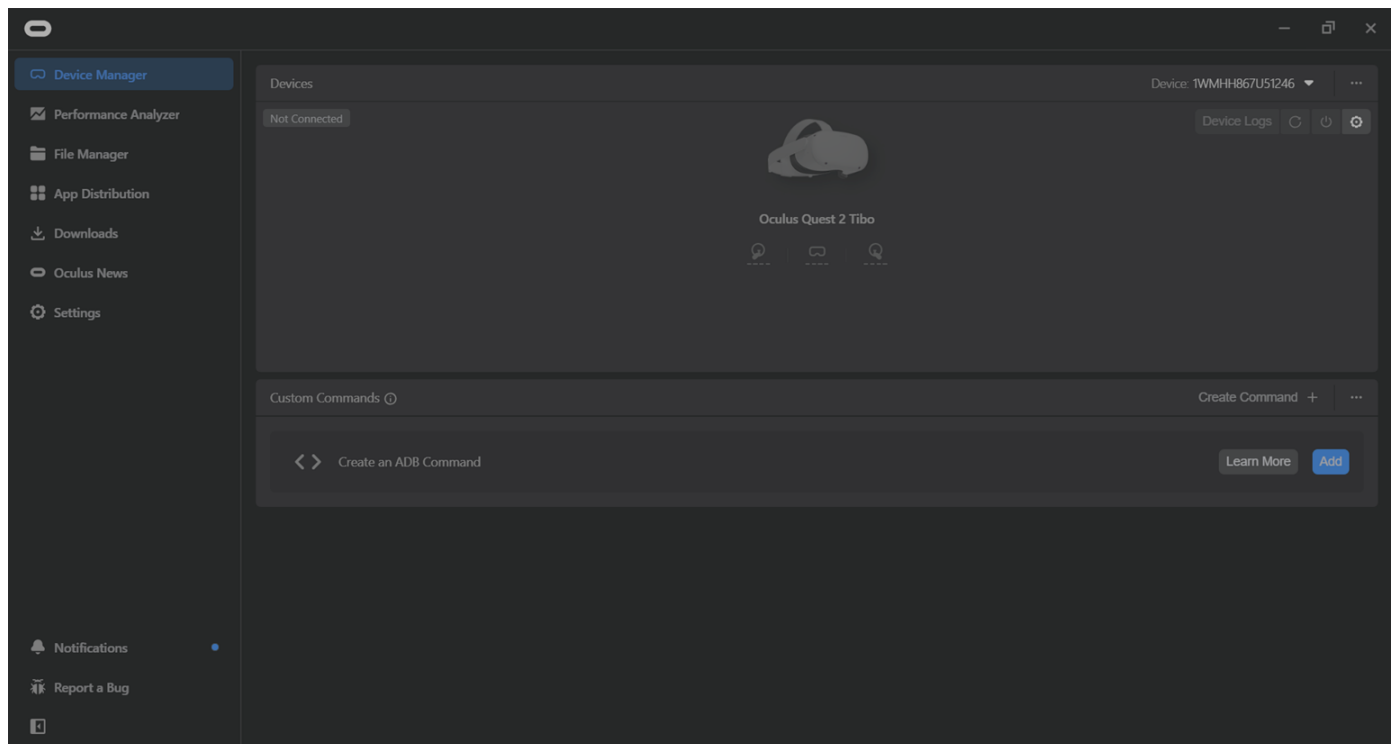 Device Manager
Performance Analyzer
File Manager
App Distribution
Downloads
Oculus News
Settings
Notifications
Report a Bug
Devices
Device: 1WMHH867U51246
Not Connected
Device Logs
Oculus Quest 2 Tibo
Custom Commands
Create Command +
Create an ADB Command
Learn More
Add